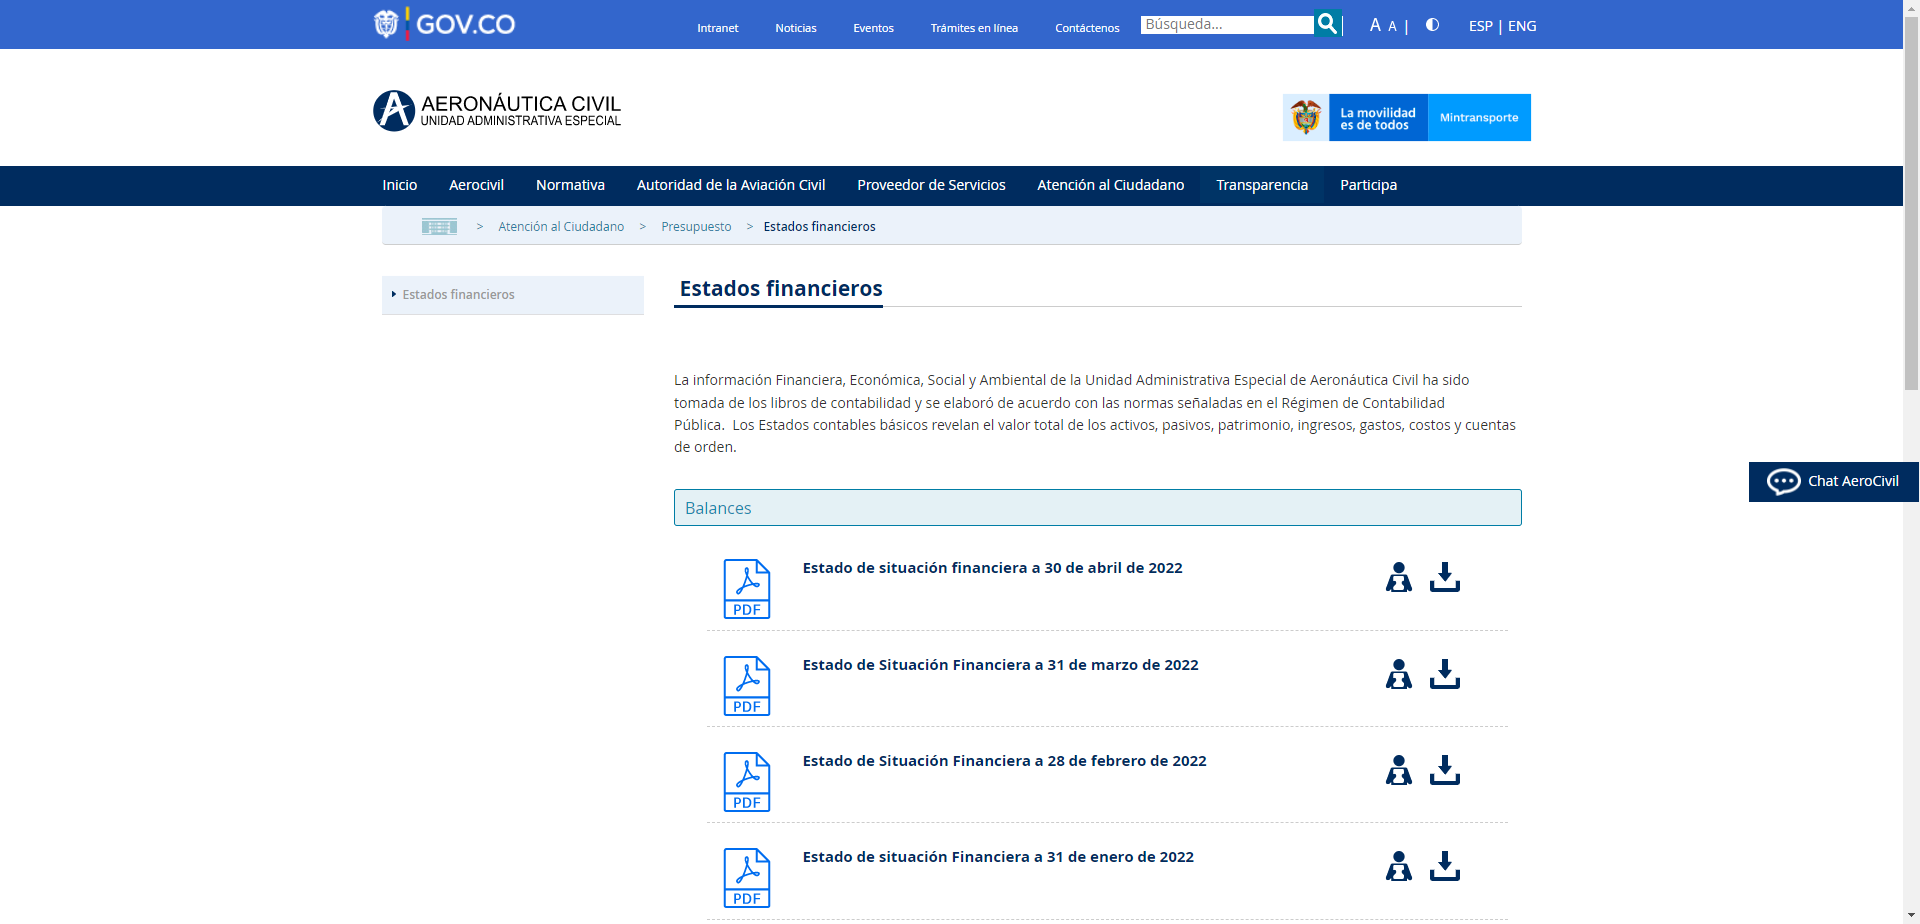 GOV.CO
Intranet Noticias Eventos Trámites en línea Contáctenos Búsqueda... A A | ESP | ENG
AERONÁUTICA CIVIL
UNIDAD ADMINISTRATIVA ESPECIAL
La movilidad
es de todos
Mintransporte
Inicio Aerocivil Normativa Autoridad de la Aviación Civil Proveedor de Servicios Atención al Ciudadano Transparencia Participa
> Atención al Ciudadano > Presupuesto > Estados financieros
Estados financieros
Estados financieros
La información Financiera, Económica, Social y Ambiental de la Unidad Administrativa Especial de Aeronáutica Civil ha sido
tomada de los libros de contabilidad y se elaboró de acuerdo con las normas señaladas en el Régimen de Contabilidad
Pública.  Los Estados contables básicos revelan el valor total de los activos, pasivos, patrimonio, ingresos, gastos, costos y cuentas
de orden.
Chat AeroCivil
Balances
Estado de situación financiera a 30 de abril de 2022
PDF
Estado de Situación Financiera a 31 de marzo de 2022
PDF
Estado de Situación Financiera a 28 de febrero de 2022
PDF
Estado de situación Financiera a 31 de enero de 2022
PDF